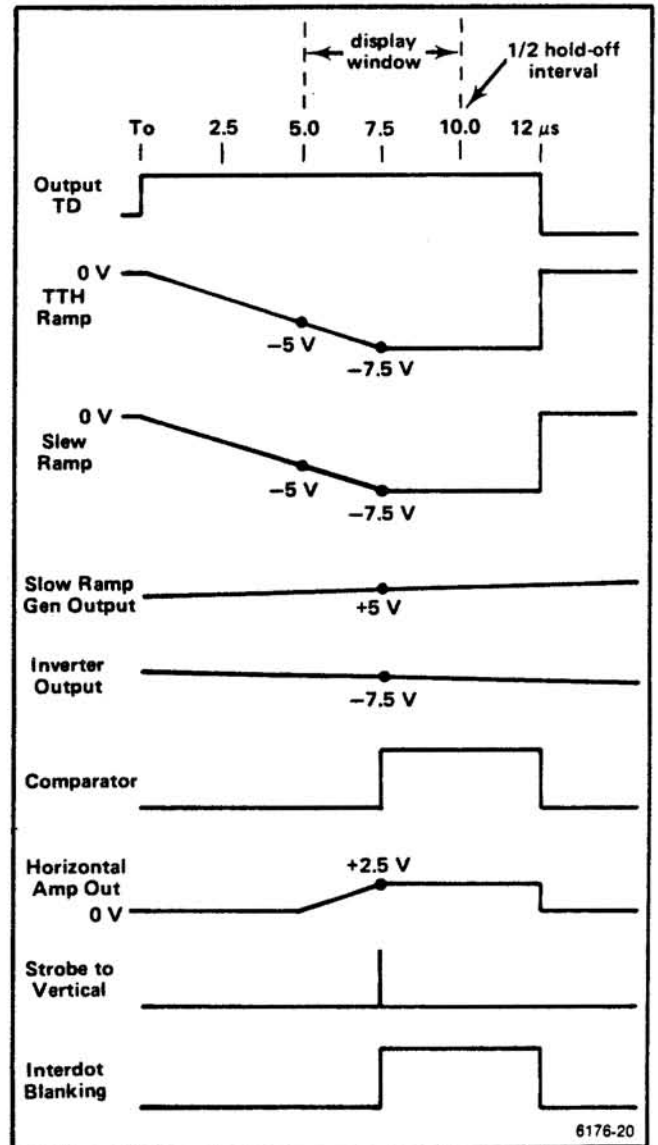 display
window
1/2 hold-off
interval
To 2.5 5.0 7.5 10.0 12 μs
Output
TD
0 V
TTH
Ramp
−5 V
−7.5 V
0 V
Slew
Ramp
−5 V
−7.5 V
Slow Ramp
Gen Output
+5 V
Inverter
Output
−7.5 V
Comparator
Horizontal
Amp Out
+2.5 V
0 V
Strobe to
Vertical
Interdot
Blanking
6176-20